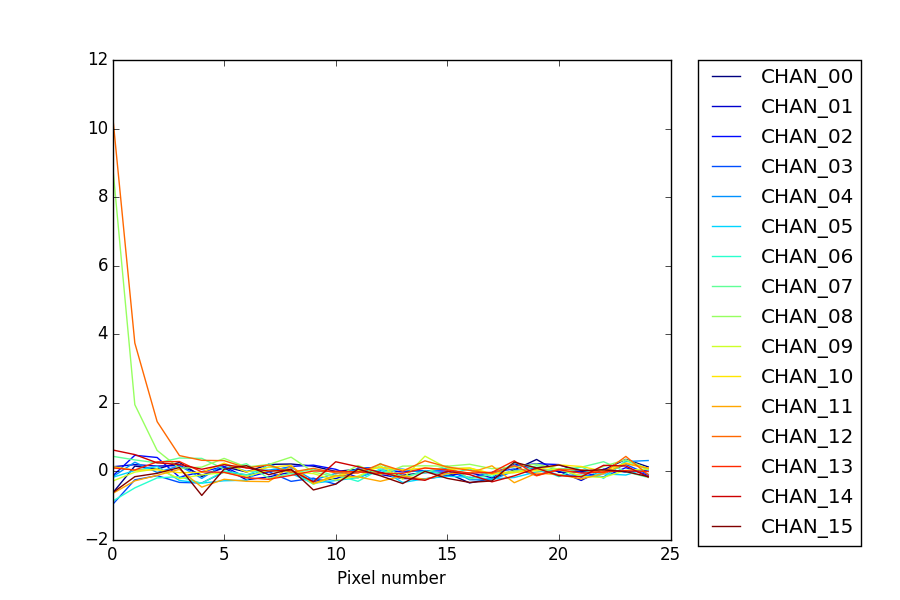 12
10
8
6
4
2
0
−2
0 5 10 15 20 25
Pixel number
CHAN_00
CHAN_01
CHAN_02
CHAN_03
CHAN_04
CHAN_05
CHAN_06
CHAN_07
CHAN_08
CHAN_09
CHAN_10
CHAN_11
CHAN_12
CHAN_13
CHAN_14
CHAN_15